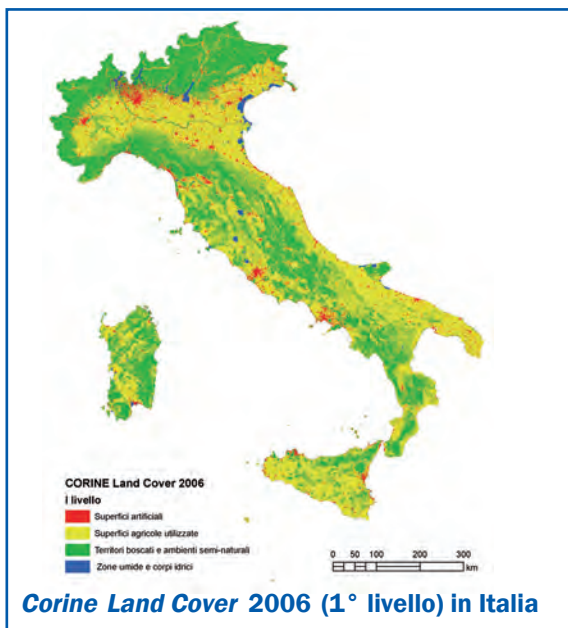 CORINE Land Cover 2006
I livello
Superfici artificiali
Superfici agricole utilizzate
Territori boscati e ambienti semi-naturali
Zone umide e corpi idrici
0 25 50 100 200 300
km
Corine Land Cover 2006 (1° livello) in Italia